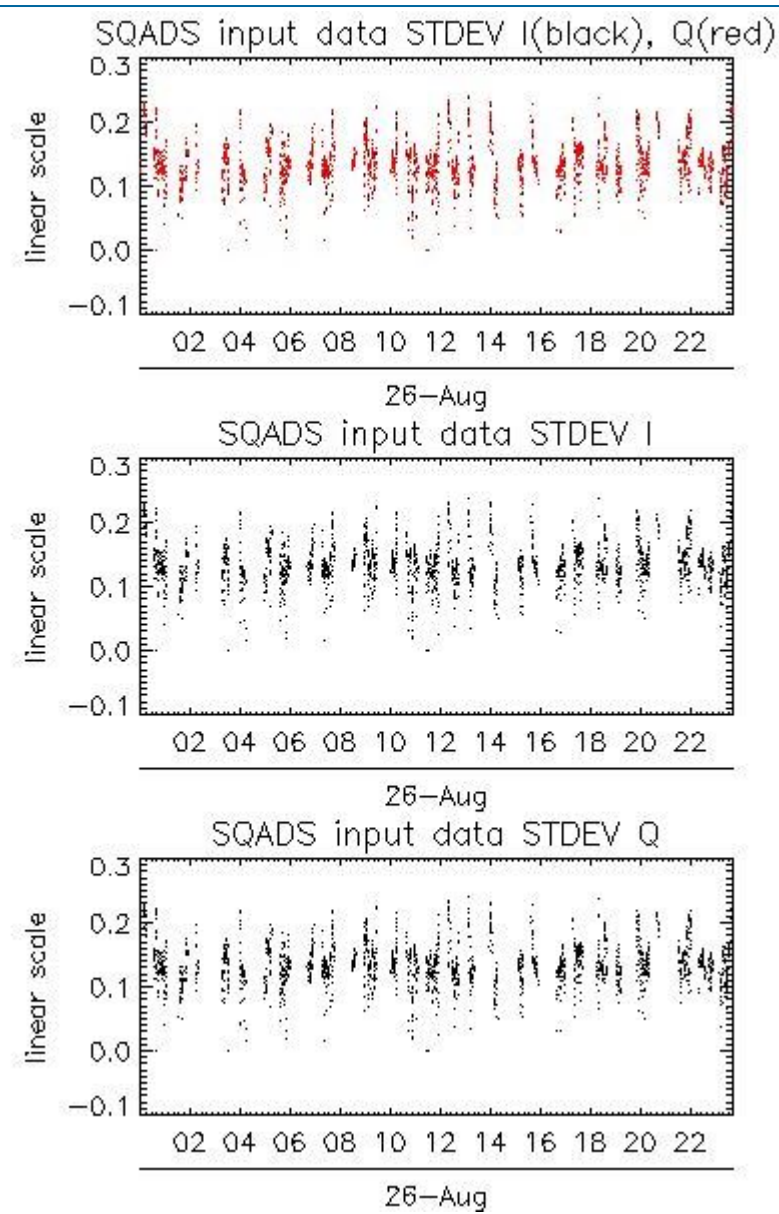 SQADS input data STDEV I(black), Q(red)
0.3
0.2
0.1
0.0
−0.1
linear scale
02 04 06 08 10 12 14 16 18 20 22
26−Aug
SQADS input data STDEV I
0.3
0.2
0.1
0.0
−0.1
linear scale
02 04 06 08 10 12 14 16 18 20 22
26−Aug
SQADS input data STDEV Q
0.3
0.2
0.1
0.0
−0.1
linear scale
02 04 06 08 10 12 14 16 18 20 22
26−Aug